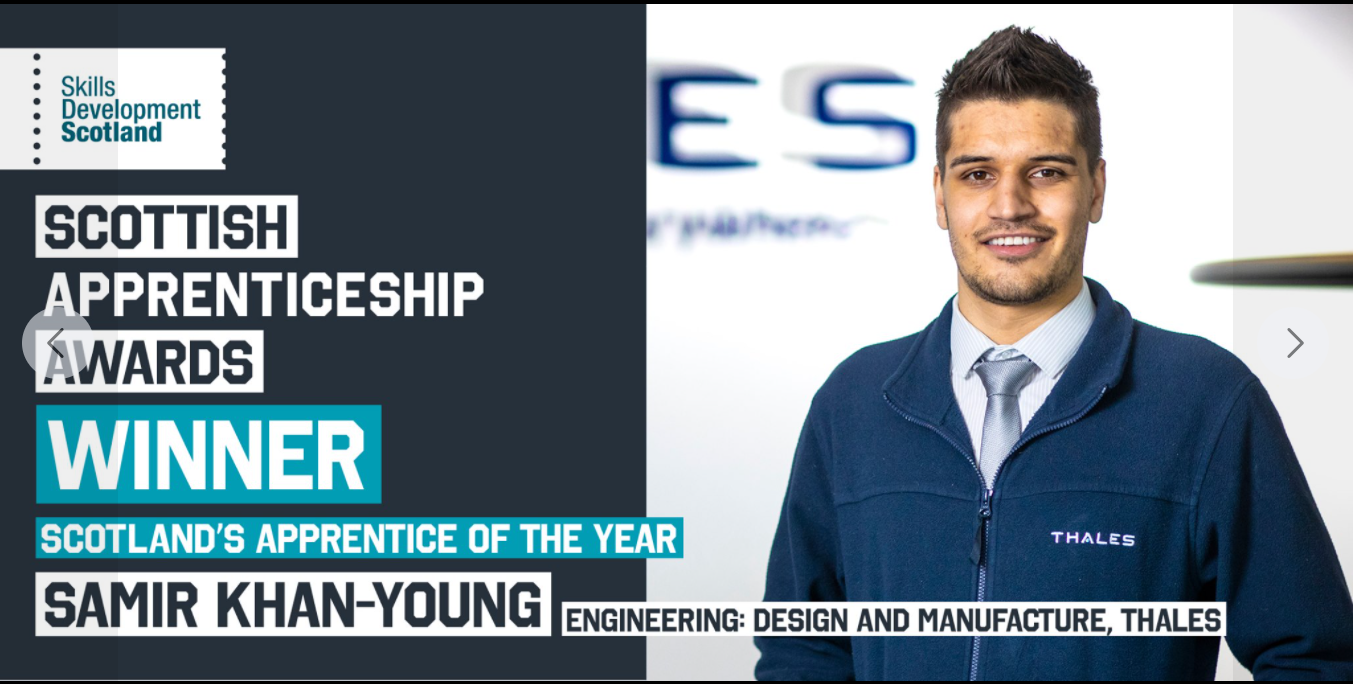 Skills
Development
Scotland
SCOTTISH
APPRENTICESHIP
AWARDS
WINNER
SCOTLAND'S APPRENTICE OF THE YEAR
SAMIR KHAN-YOUNG
ENGINEERING: DESIGN AND MANUFACTURE, THALES
ES
THALES